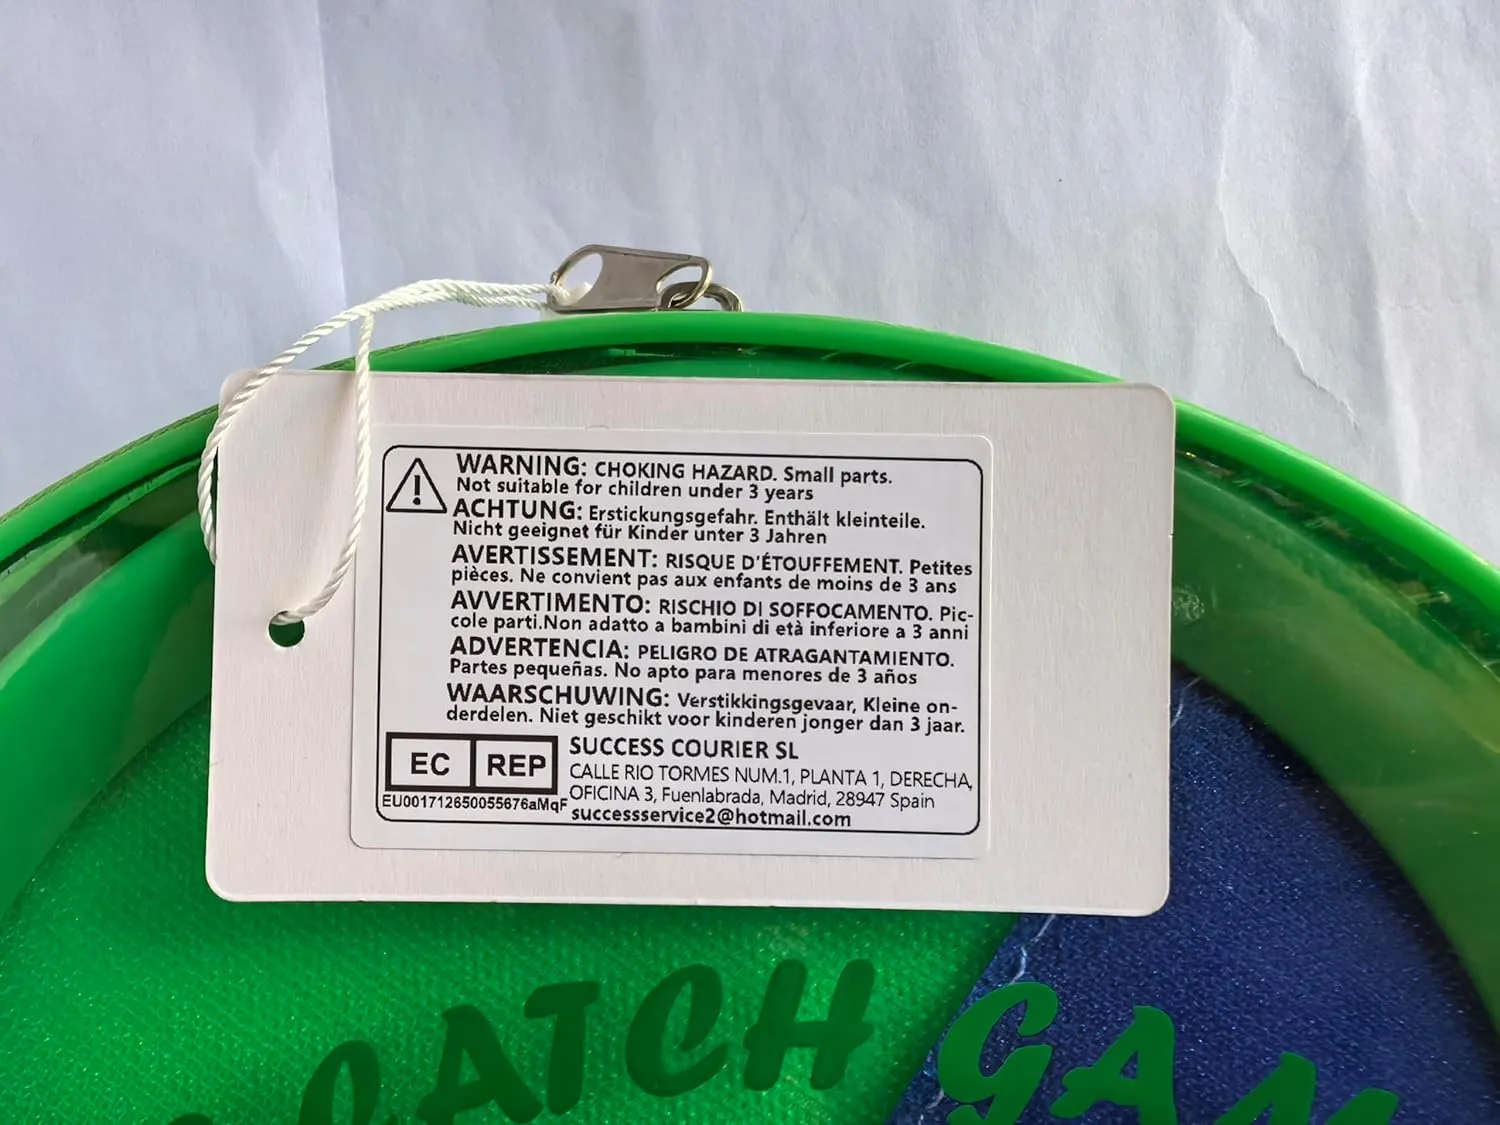 WARNING: CHOKING HAZARD. Small parts.
Not suitable for children under 3 years
ACHTUNG: Erstickungsgefahr. Enthält kleinteile.
Nicht geeignet für Kinder unter 3 Jahren
AVERTISSEMENT: RISQUE D'ÉTOUFFEMENT. Petites
pièces. Ne convient pas aux enfants de moins de 3 ans
AVVERTIMENTO: RISCHIO DI SOFFOCAMENTO. Pic-
cole parti.Non adatto a bambini di età inferiore a 3 anni
ADVERTENCIA: PELIGRO DE ATRAGANTAMIENTO.
Partes pequeñas. No apto para menores de 3 años
WAARSCHUWING: Verstikkingsgevaar, Kleine on-
derdelen. Niet geschikt voor kinderen jonger dan 3 jaar.
EC REP
EU001712650055676aMqF
SUCCESS COURIER SL
CALLE RIO TORMES NUM.1, PLANTA 1, DERECHA,
OFICINA 3, Fuenlabrada, Madrid, 28947 Spain
successservice2@hotmail.com
CATCH GAM